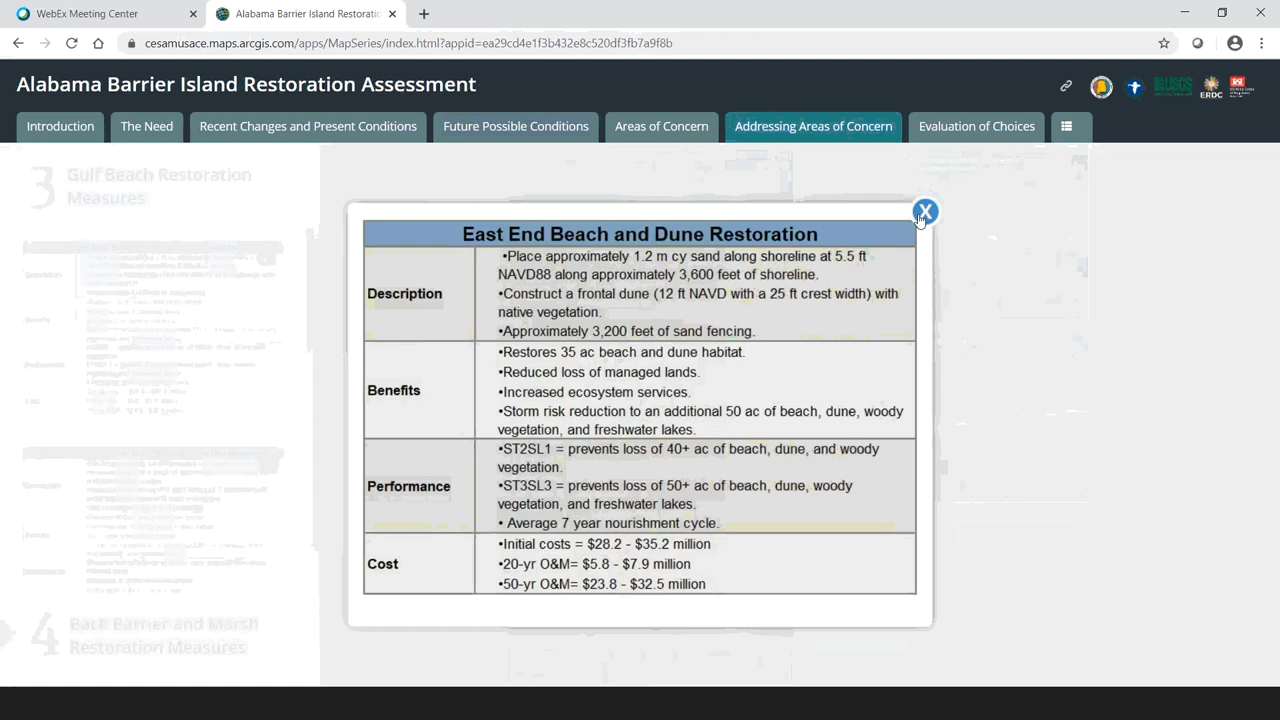 WebEx Meeting Center
Alabama Barrier Island Restoratio
cesamusace.maps.arcgis.com/apps/MapSeries/index.html?appid=ea29cd4e1f3b432e8c520df3fb7a9f8b
Alabama Barrier Island Restoration Assessment
USGS
ERDC
Introduction
The Need
Recent Changes and Present Conditions
Future Possible Conditions
Areas of Concern
Addressing Areas of Concern
Evaluation of Choices
3 Gulf Beach Restoration
Measures
X
East End Beach and Dune Restoration
Description
•Place approximately 1.2 m cy sand along shoreline at 5.5 ft
NAVD88 along approximately 3,600 feet of shoreline.
•Construct a frontal dune (12 ft NAVD with a 25 ft crest width) with
native vegetation.
•Approximately 3,200 feet of sand fencing.
Benefits
•Restores 35 ac beach and dune habitat.
•Reduced loss of managed lands.
•Increased ecosystem services.
•Storm risk reduction to an additional 50 ac of beach, dune, woody
vegetation, and freshwater lakes.
Performance
•ST2SL1 = prevents loss of 40+ ac of beach, dune, and woody
vegetation.
•ST3SL3 = prevents loss of 50+ ac of beach, dune, woody
vegetation, and freshwater lakes.
• Average 7 year nourishment cycle.
Cost
•Initial costs = $28.2 - $35.2 million
•20-yr O&M= $5.8 - $7.9 million
•50-yr O&M= $23.8 - $32.5 million
4 Back Barrier and Marsh
Restoration Measures